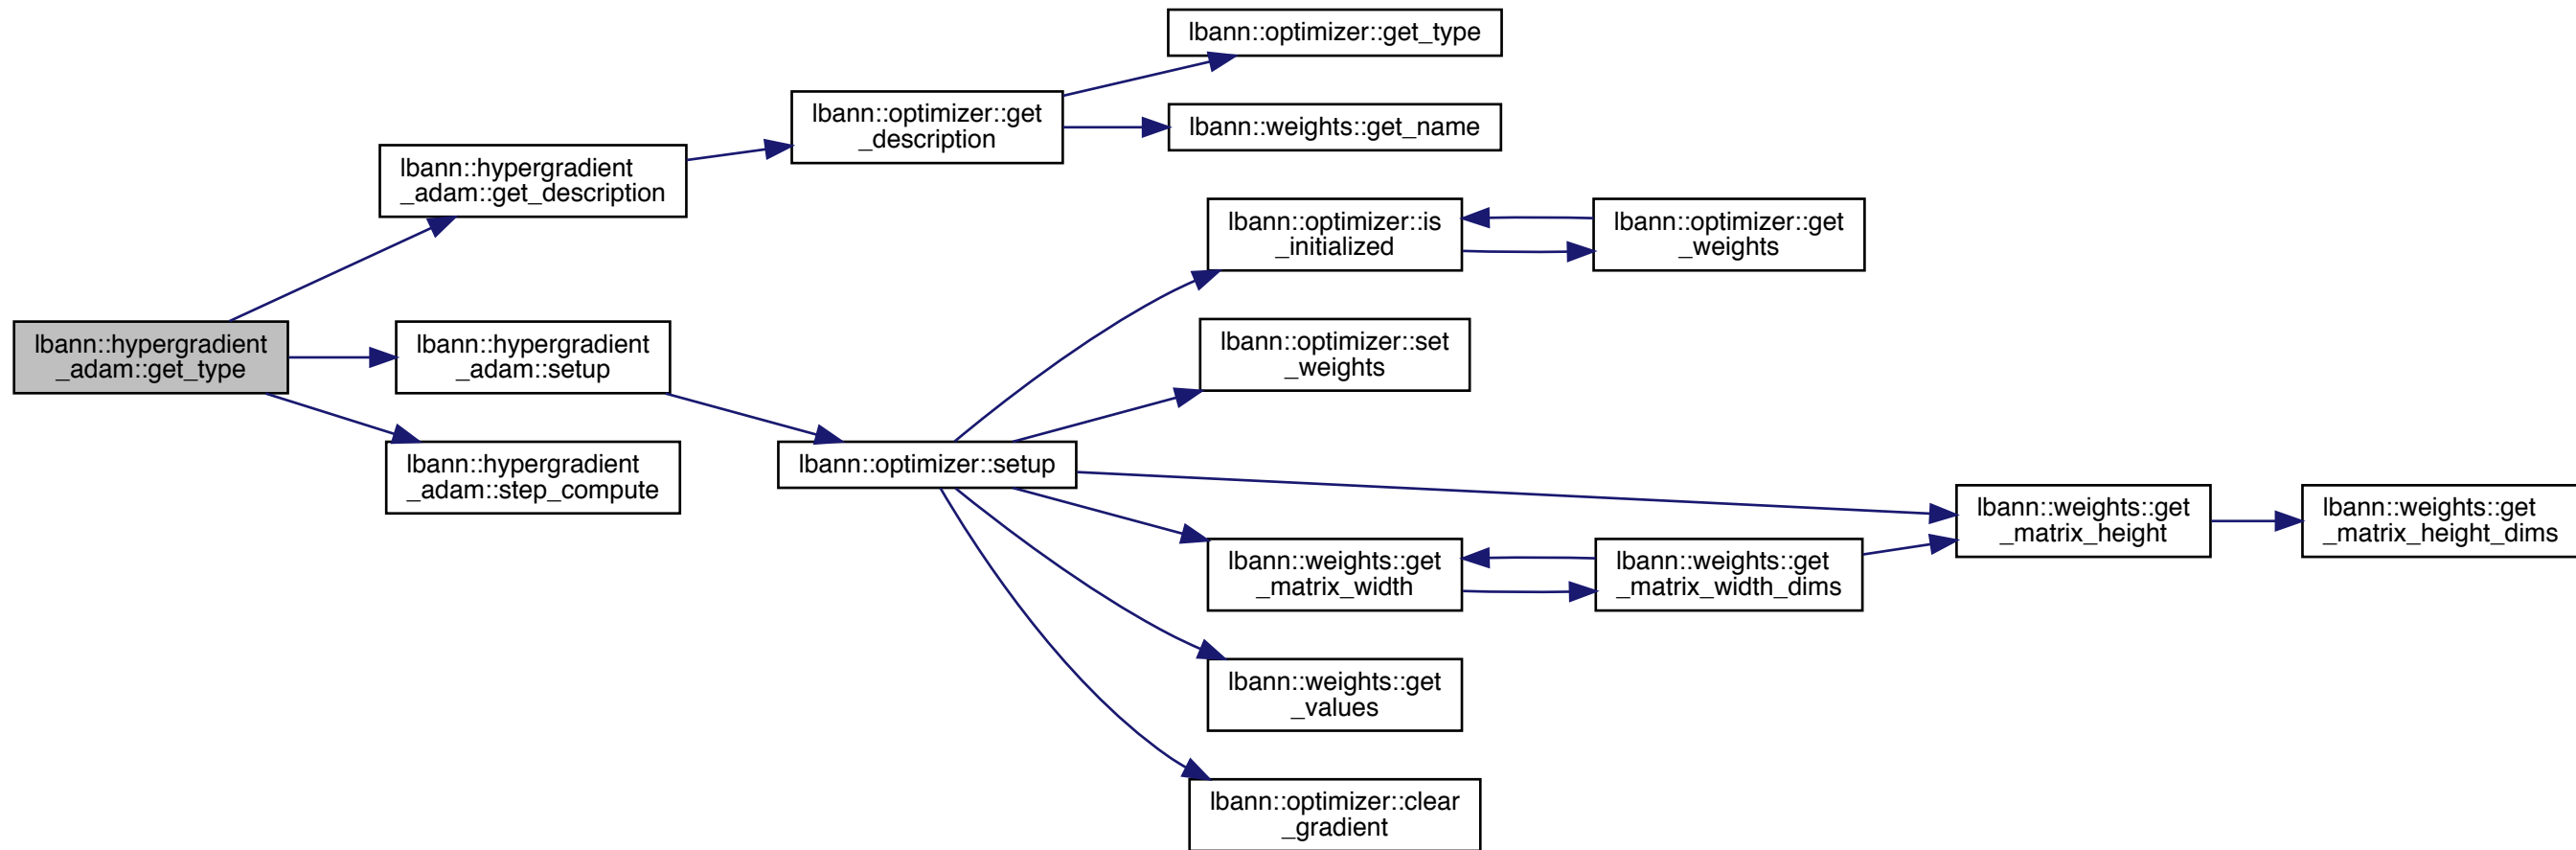 lbann::optimizer::get_type
lbann::optimizer::get
_description
lbann::weights::get_name
lbann::hypergradient
_adam::get_description
lbann::optimizer::is
_initialized
lbann::optimizer::get
_weights
lbann::hypergradient
_adam::get_type
lbann::hypergradient
_adam::setup
lbann::optimizer::set
_weights
lbann::hypergradient
_adam::step_compute
lbann::optimizer::setup
lbann::weights::get
_matrix_height
lbann::weights::get
_matrix_height_dims
lbann::weights::get
_matrix_width
lbann::weights::get
_matrix_width_dims
lbann::weights::get
_values
lbann::optimizer::clear
_gradient